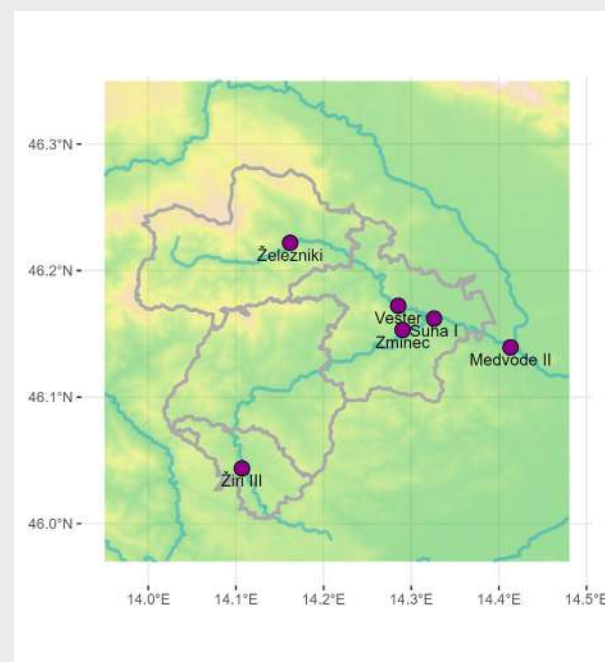 46.3°N
46.2°N
46.1°N
46.0°N
Železniki
Vešter
Suha I
Zminec
Medvode II
Žiri III
14.0°E
14.1°E
14.2°E
14.3°E
14.4°E
14.5°E